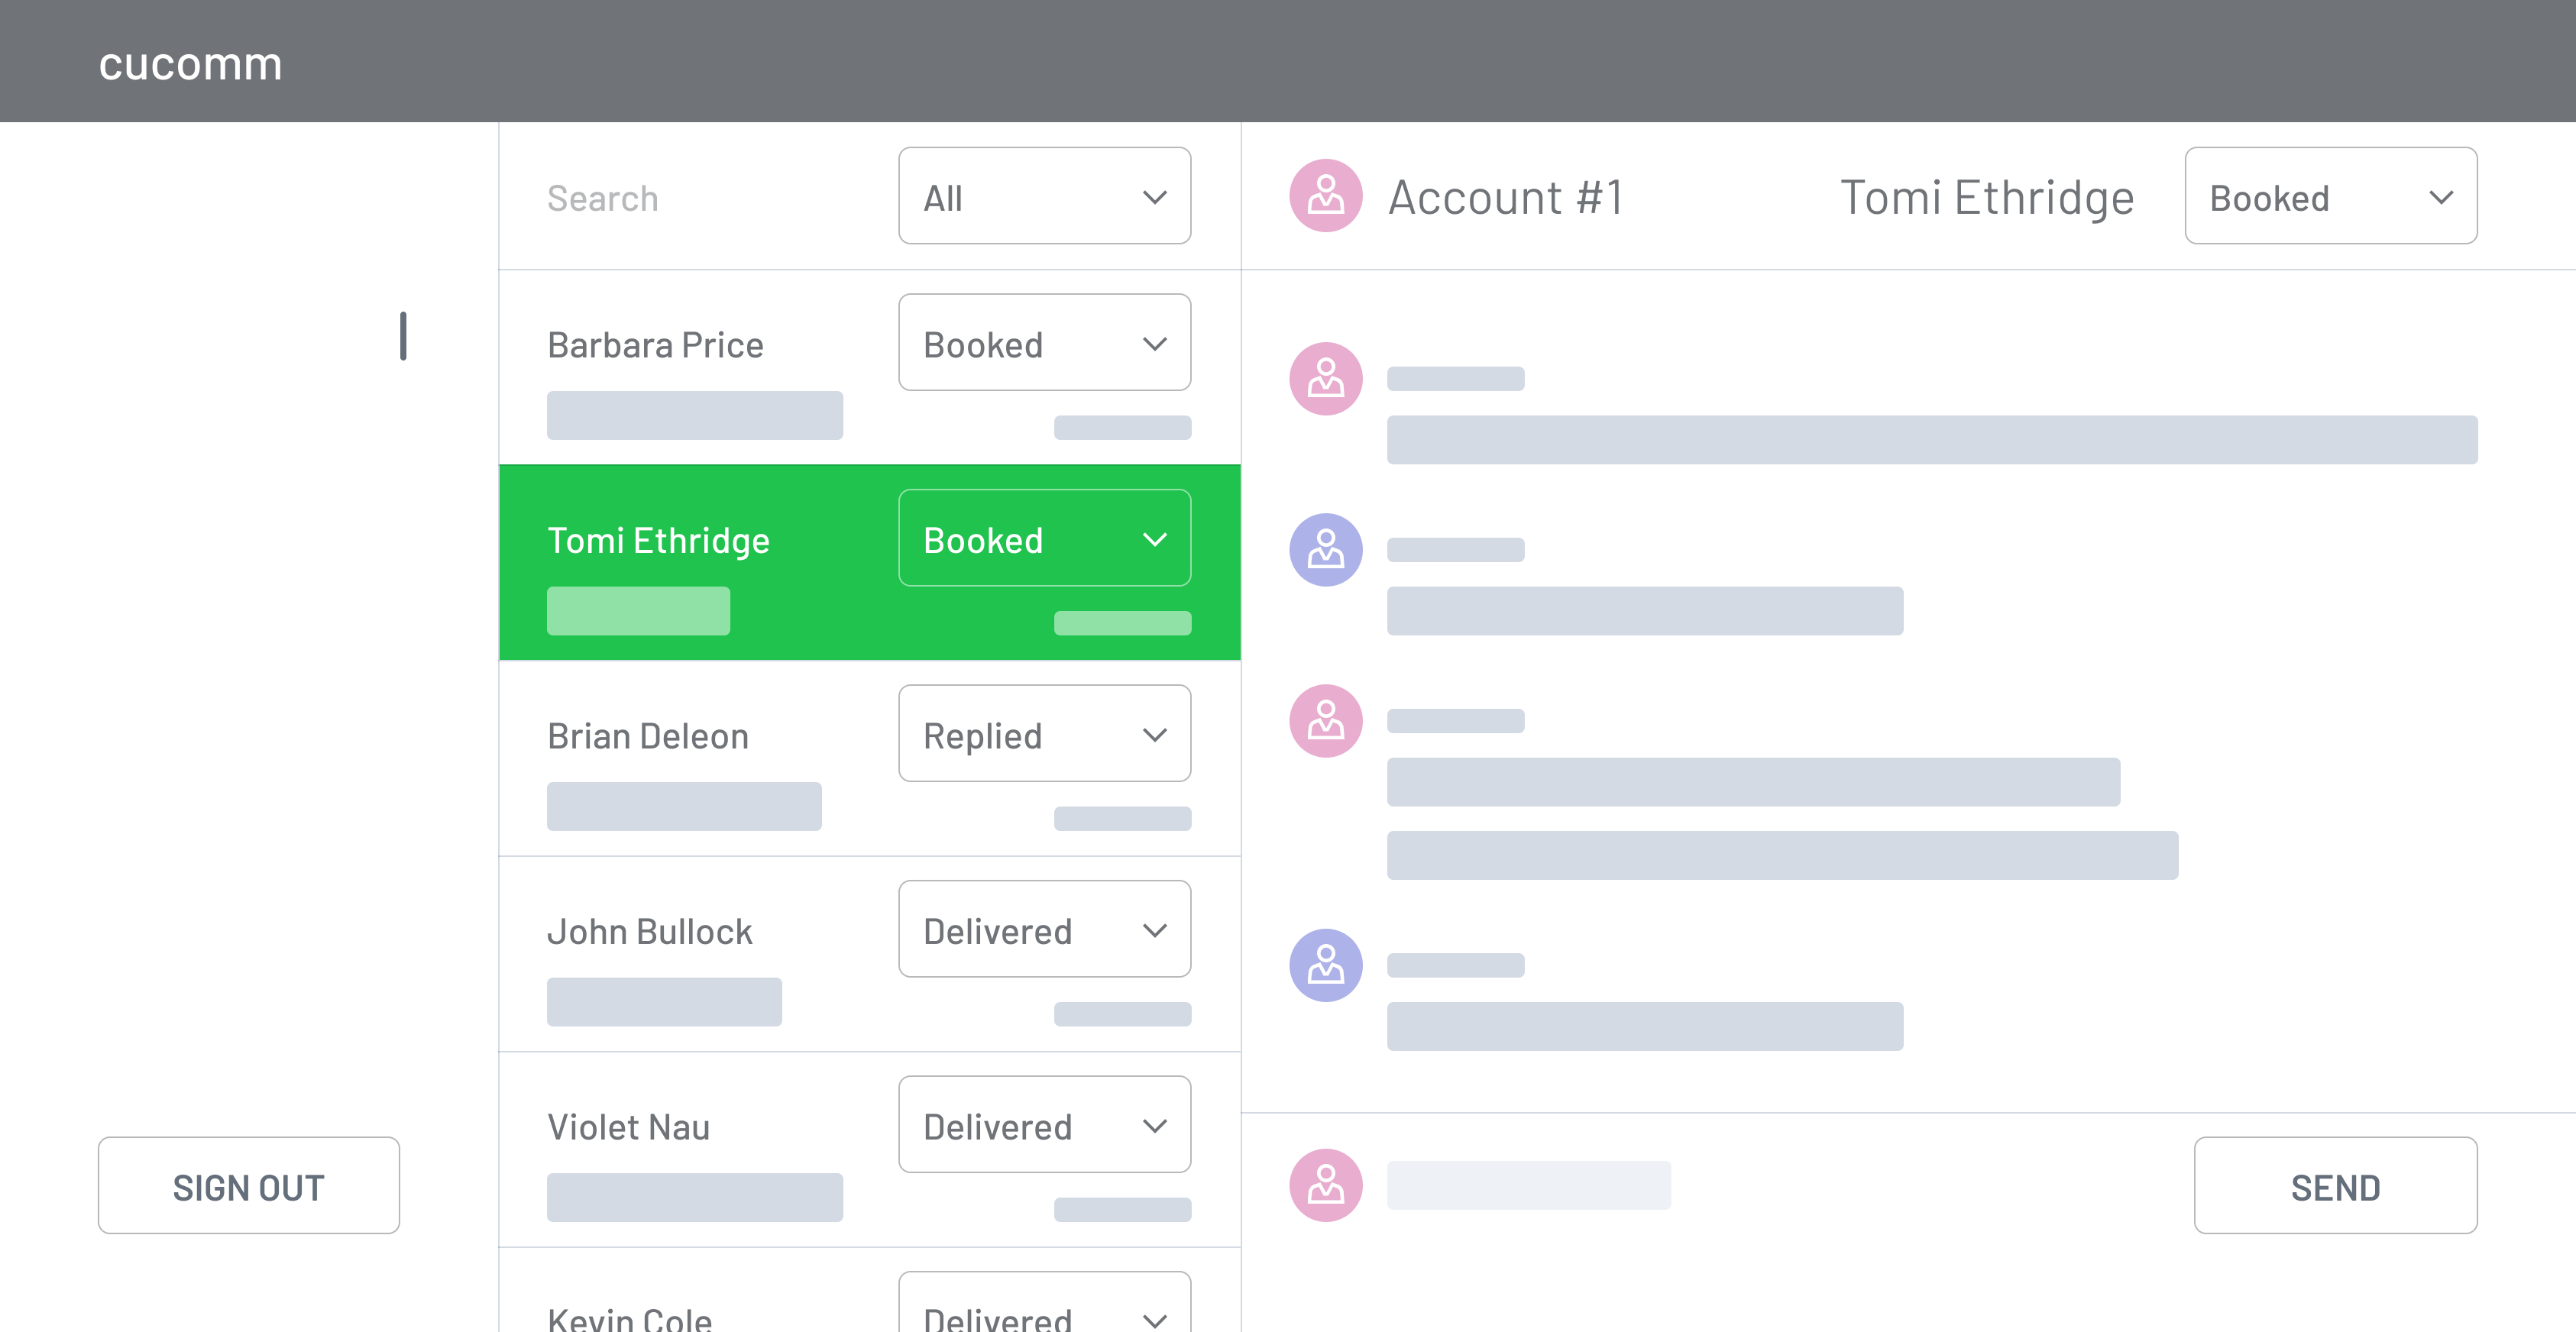 cucomm
Search
All
Account #1
Tomi Ethridge
Booked
Barbara Price
Booked
Tomi Ethridge
Booked
Brian Deleon
Replied
John Bullock
Delivered
Violet Nau
Delivered
Kevin Cole
Delivered
SIGN OUT
SEND